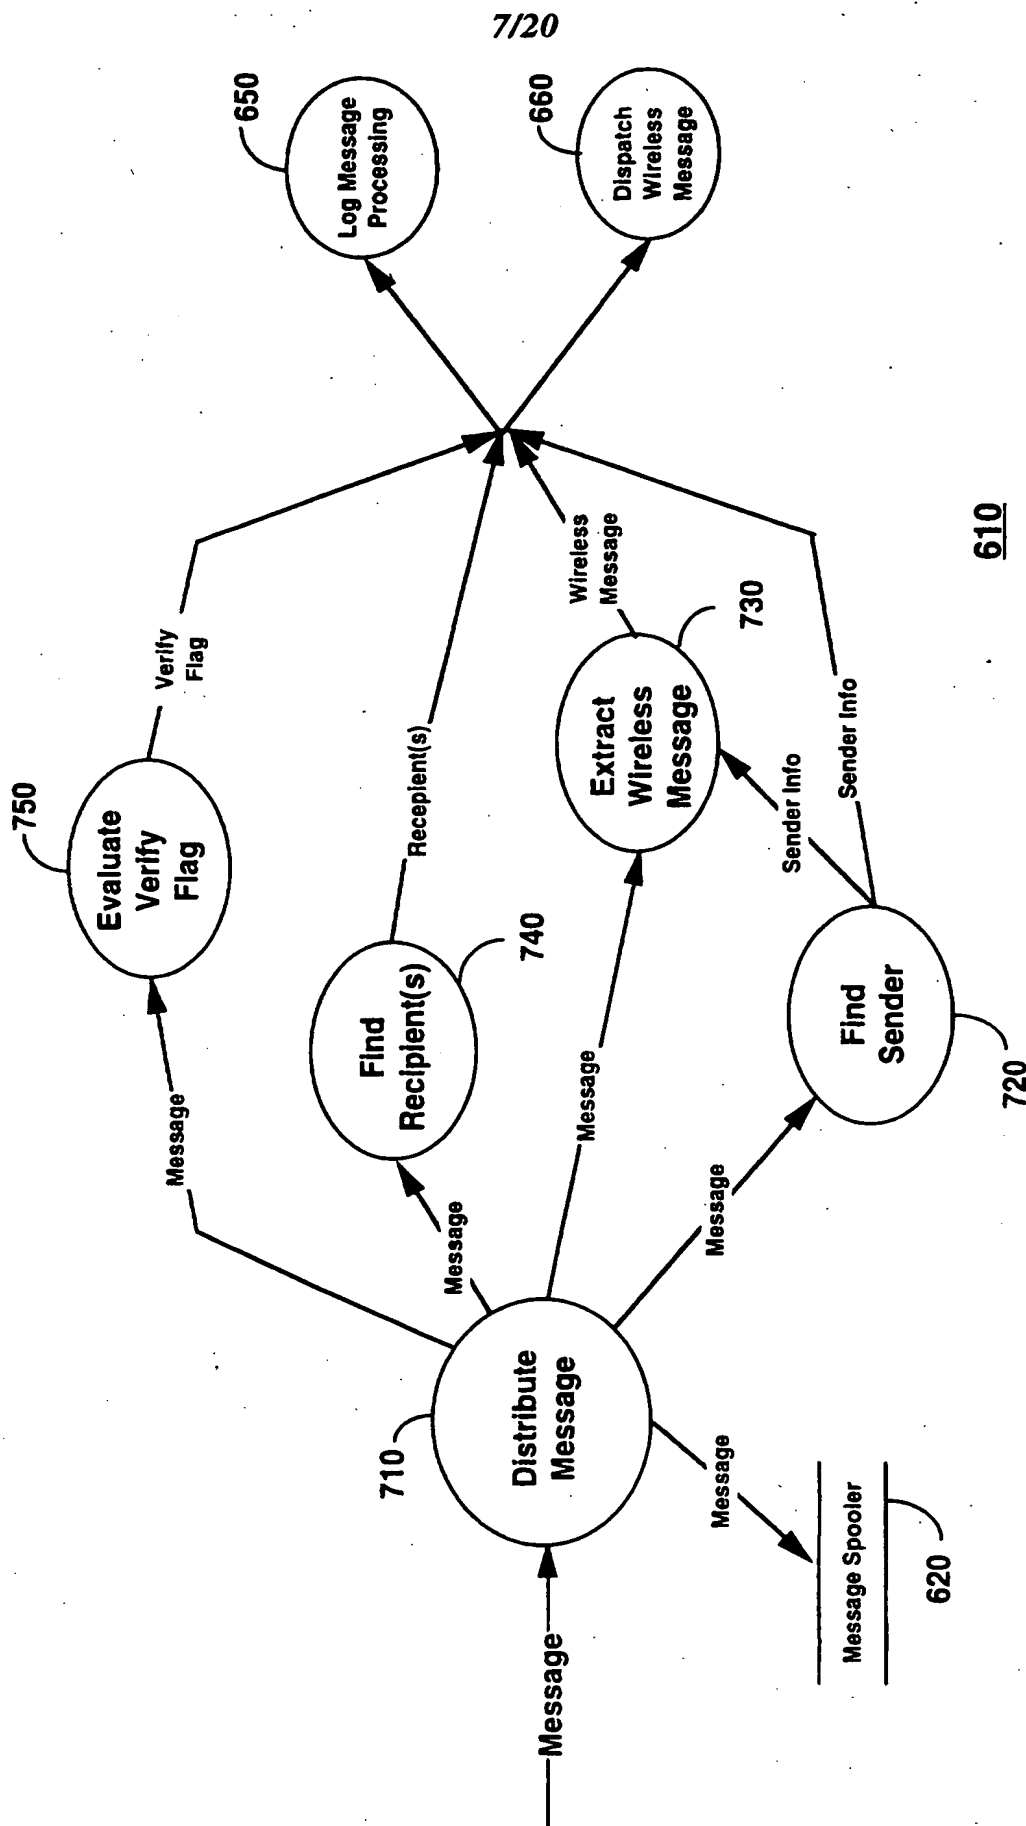 7/20
Message
710
Distribute
Message
Message
Message Spooler
620
Message
Message
Message
Message
750
Evaluate
Verify
Flag
740
Find
Recipient(s)
730
Extract
Wireless
Message
720
Find
Sender
Verify
Flag
Recepient(s)
Wireless
Message
Sender Info
Sender Info
650
Log Message
Processing
660
Dispatch
Wireless
Message
610